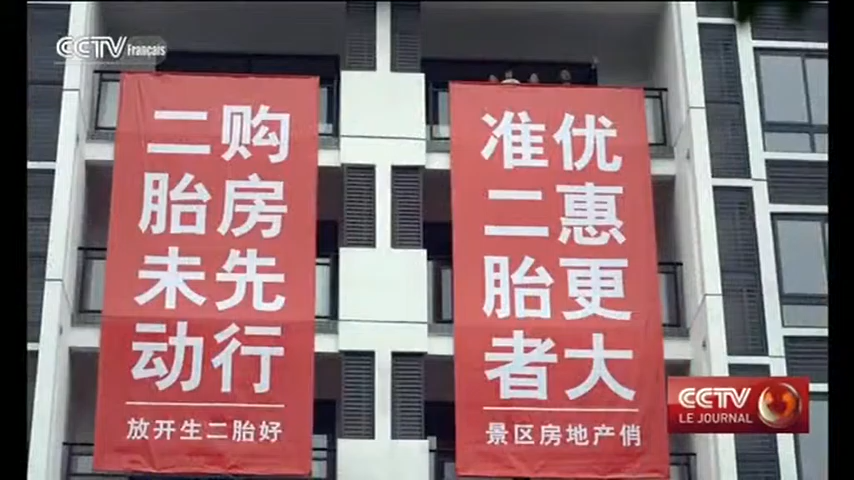 CCTV Français
二胎未动
购房先行
放开生二胎好
准二胎者
优惠更大
景区房地产俏
CCTV
LE JOURNAL